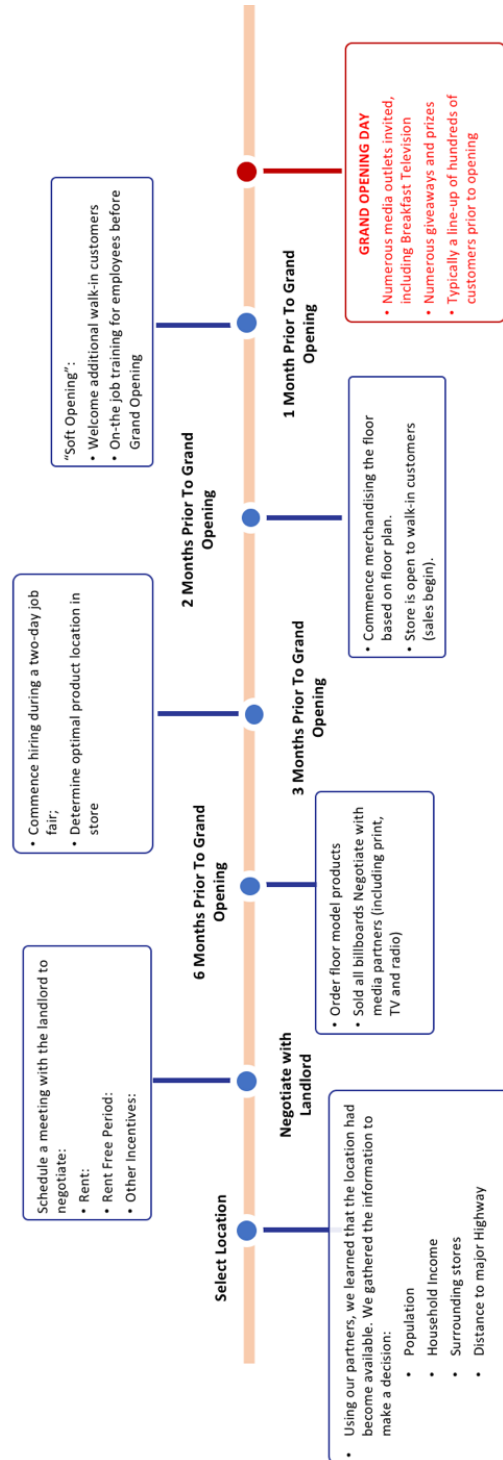 Select Location
• Using our partners, we learned that the location had
become available. We gathered the information to
make a decision:
• Population
• Household Income
• Surrounding stores
• Distance to major Highway
Schedule a meeting with the landlord to
negotiate:
• Rent:
• Rent Free Period:
• Other Incentives:
Negotiate with
Landlord
6 Months Prior To Grand
Opening
• Order floor model products
• Sold all billboards Negotiate with
media partners (including print,
TV and radio)
• Commence hiring during a two-day job
fair;
• Determine optimal product location in
store
3 Months Prior To Grand
Opening
2 Months Prior To Grand
Opening
• Commence merchandising the floor
based on floor plan.
• Store is open to walk-in customers
(sales begin).
"Soft Opening":
• Welcome additional walk-in customers
• On-the job training for employees before
Grand Opening
1 Month Prior To Grand
Opening
GRAND OPENING DAY
• Numerous media outlets invited,
including Breakfast Television
• Numerous giveaways and prizes
• Typically a line-up of hundreds of
customers prior to opening